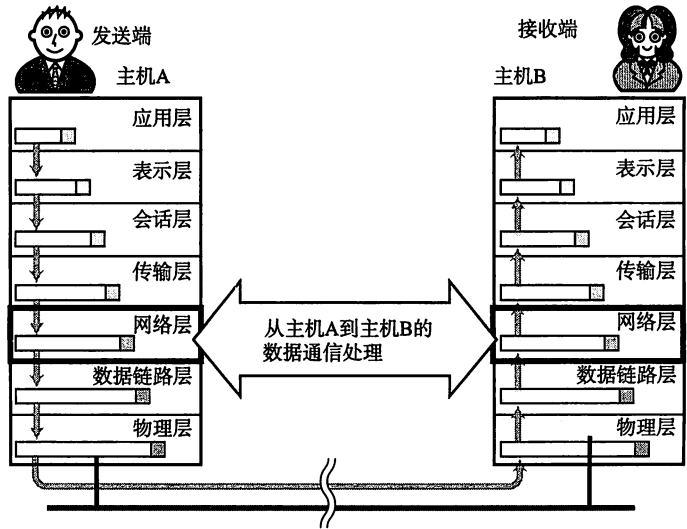 发送端
接收端
主机A
主机B
应用层
表示层
会话层
传输层
网络层
数据链路层
物理层
从主机A到主机B的
数据通信处理
应用层
表示层
会话层
传输层
网络层
数据链路层
物理层